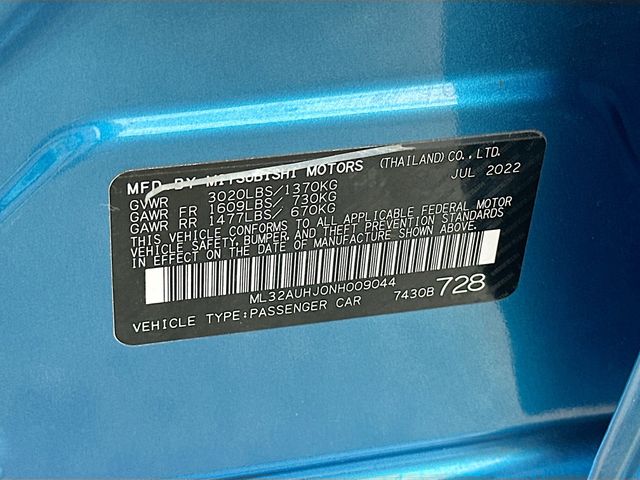 MFD BY MITSUBISHI MOTORS (THAILAND) CO., LTD.
JUL 2022
GVWR 3020LBS/1370KG
GAWR FR 1609LBS/ 730KG
GAWR RR 1477LBS/ 670KG
THIS VEHICLE CONFORMS TO ALL APPLICABLE FEDERAL MOTOR
VEHICLE SAFETY, BUMPER, AND THEFT PREVENTION STANDARDS
IN EFFECT ON THE DATE OF MANUFACTURE SHOWN ABOVE.
ML32AUHJ0NH009044
VEHICLE TYPE:PASSENGER CAR 7430B 728